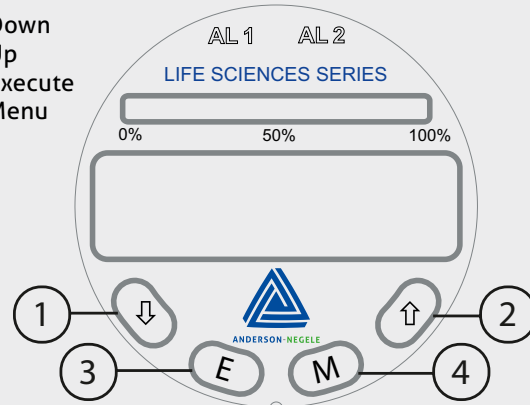 Down
Up
Execute
Menu
AL 1 AL 2
LIFE SCIENCES SERIES
0% 50% 100%
1
2
ANDERSON-NEGELE
3
E
M
4